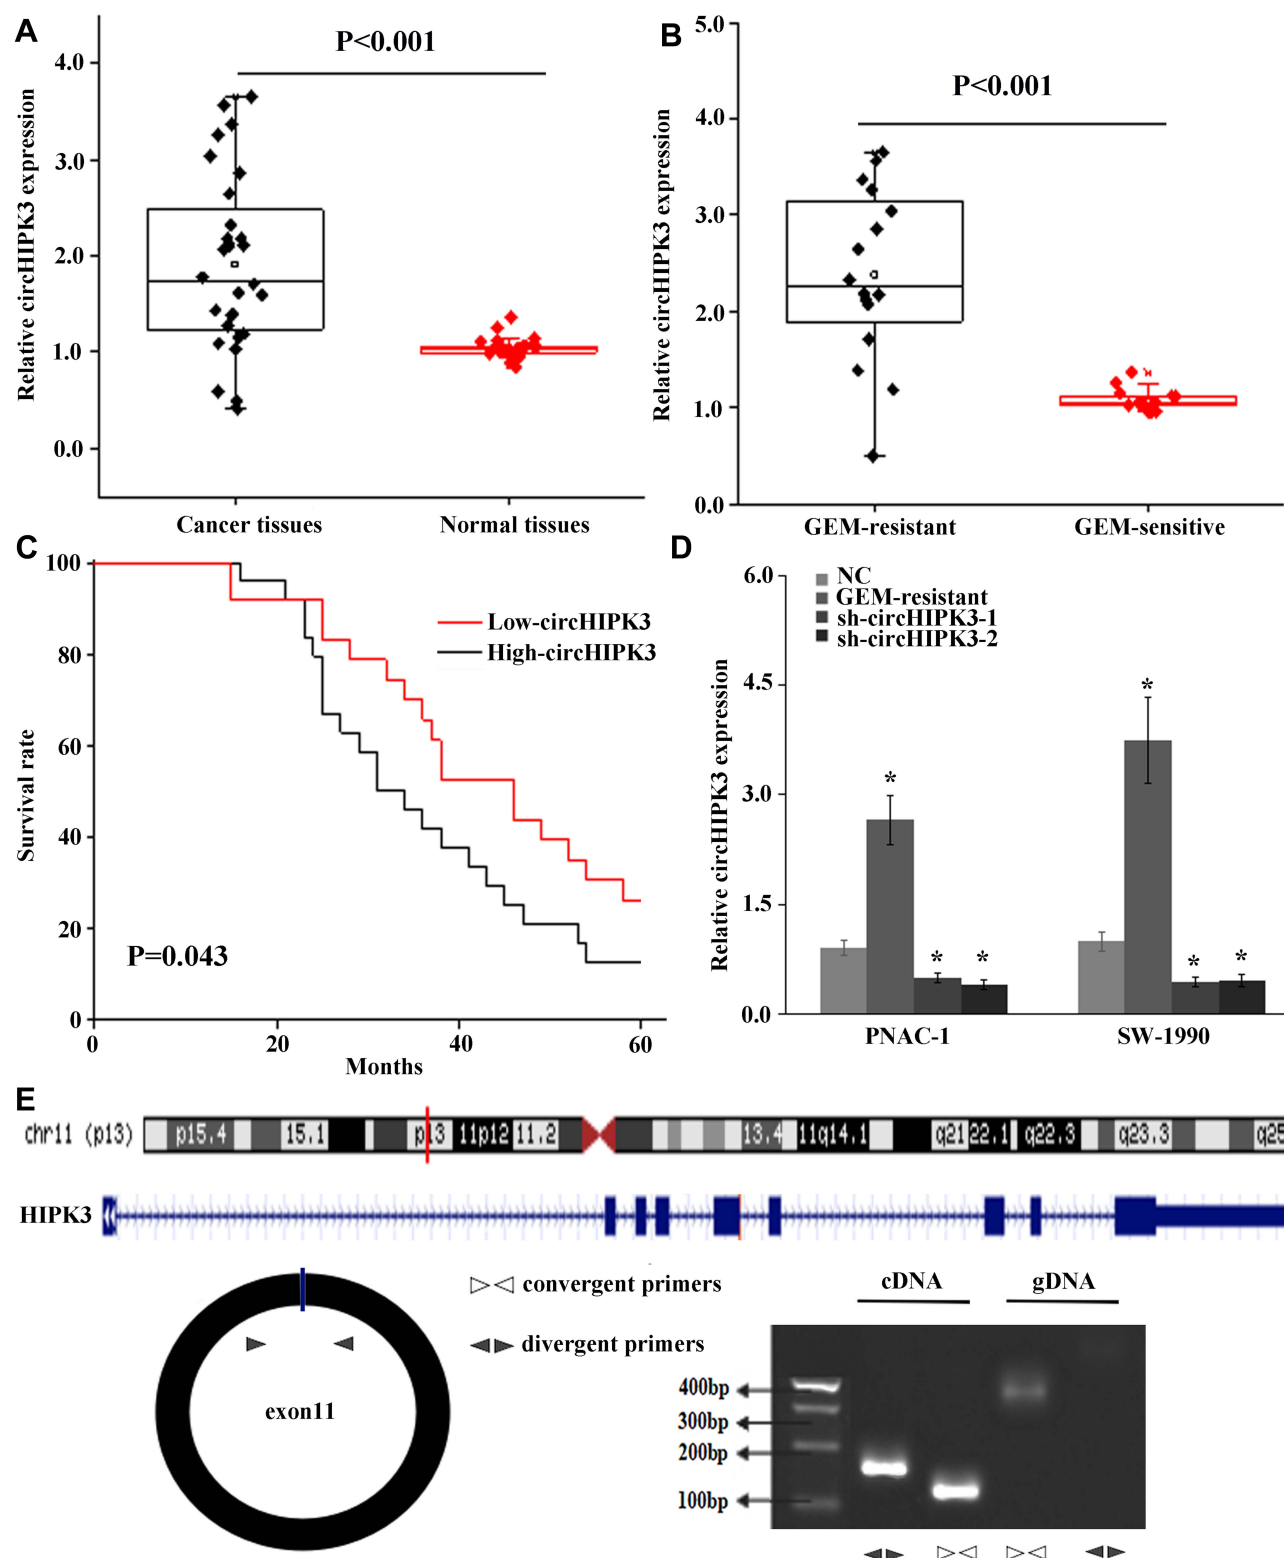 A
P<0.001
Relative circHIPK3 expression
4.0
3.0
2.0
1.0
0.0
Cancer tissues
Normal tissues
B
P<0.001
Relative circHIPK3 expression
5.0
4.0
3.0
2.0
1.0
0.0
GEM-resistant
GEM-sensitive
C
Survival rate
100
80
60
40
20
0
Low-circHIPK3
High-circHIPK3
P=0.043
0
20
40
60
Months
D
Relative circHIPK3 expression
6.0
4.5
3.0
1.5
0.0
NC
GEM-resistant
sh-circHIPK3-1
sh-circHIPK3-2
*
*
*
*
*
*
PNAC-1
SW-1990
E
chr11 (p13) p15.4 15.1 p13 11p12 11.2 13.4 11q14.1 q21 22.1 q22.3 q23.3 q25
HIPK3
convergent primers
divergent primers
exon11
cDNA
gDNA
400bp
300bp
200bp
100bp